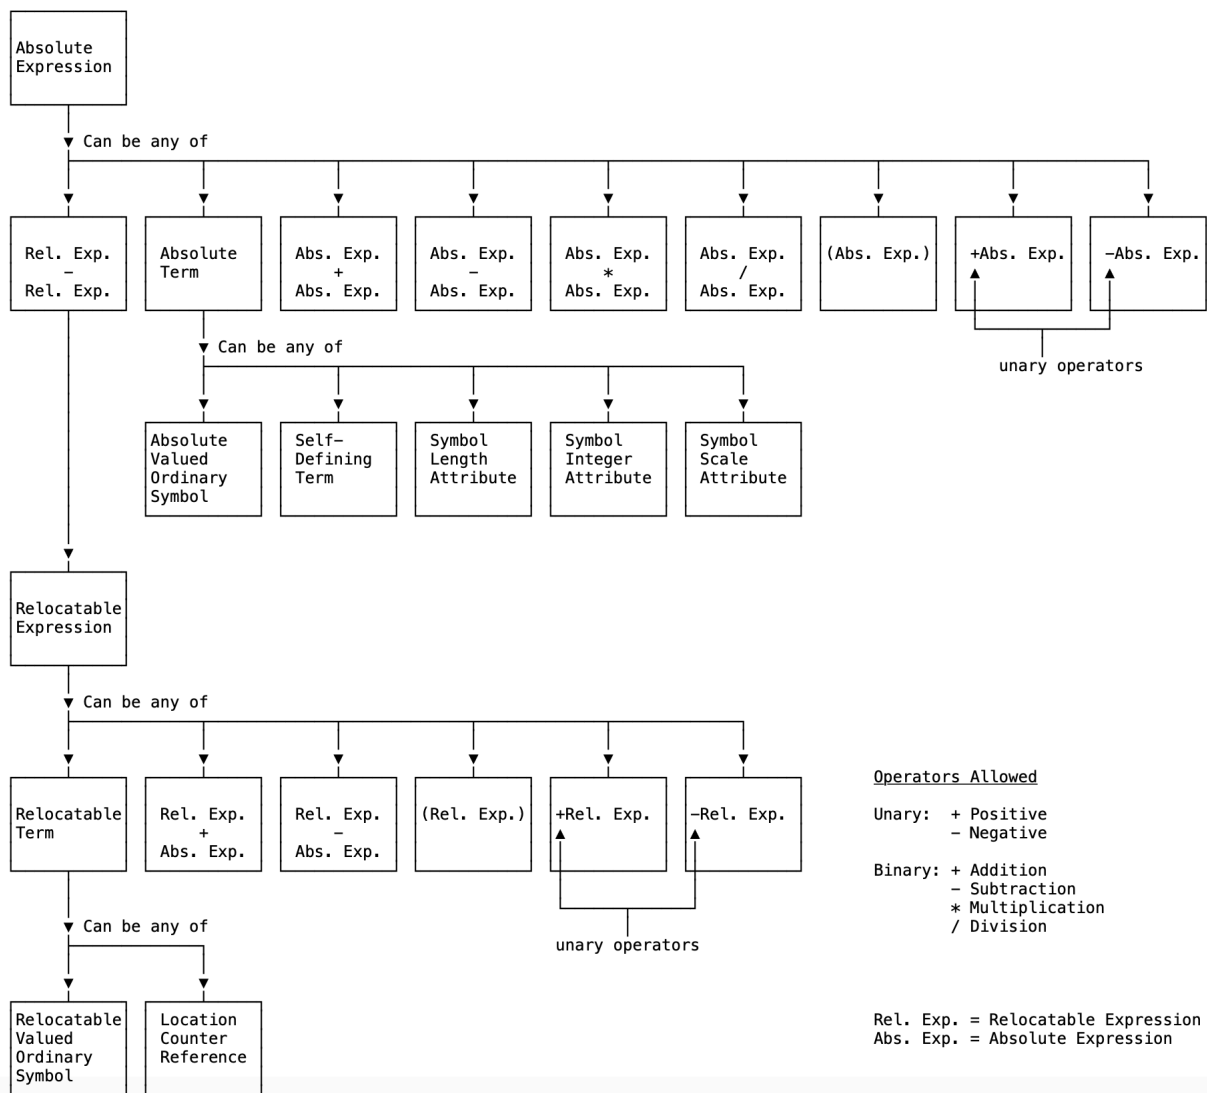 Absolute
Expression
Can be any of
Rel. Exp.
–
Rel. Exp.
Absolute
Term
Abs. Exp.
+
Abs. Exp.
Abs. Exp.
–
Abs. Exp.
Abs. Exp.
*
Abs. Exp.
Abs. Exp.
/
Abs. Exp.
(Abs. Exp.)
+Abs. Exp.
–Abs. Exp.
unary operators
Can be any of
Absolute
Valued
Ordinary
Symbol
Self–
Defining
Term
Symbol
Length
Attribute
Symbol
Integer
Attribute
Symbol
Scale
Attribute
Relocatable
Expression
Can be any of
Relocatable
Term
Rel. Exp.
+
Abs. Exp.
Rel. Exp.
–
Abs. Exp.
(Rel. Exp.)
+Rel. Exp.
–Rel. Exp.
unary operators
Can be any of
Relocatable
Valued
Ordinary
Symbol
Location
Counter
Reference
Operators Allowed
Unary: + Positive
– Negative
Binary: + Addition
– Subtraction
* Multiplication
/ Division
Rel. Exp. = Relocatable Expression
Abs. Exp. = Absolute Expression